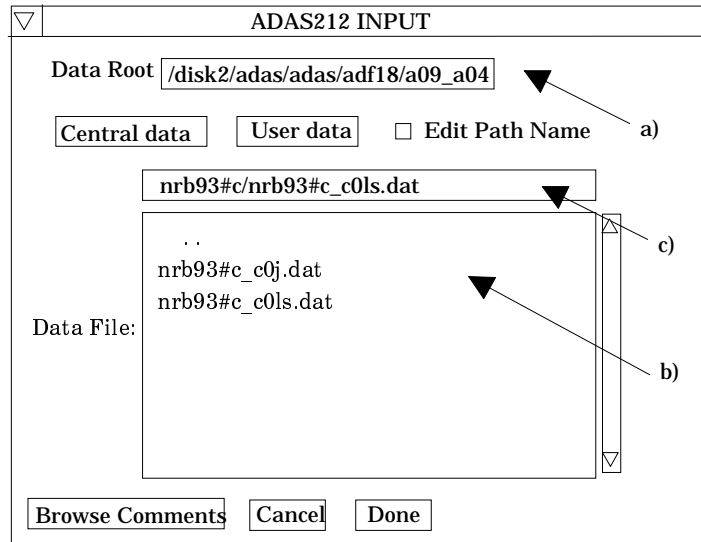 ADAS212 INPUT
Data Root /disk2/adas/adas/adf18/a09_a04
a)
Central data User data Edit Path Name
nrb93#c/nrb93#c_c0ls.dat
c)
. .
nrb93#c_c0j.dat
nrb93#c_c0ls.dat
Data File:
b)
Browse Comments Cancel Done